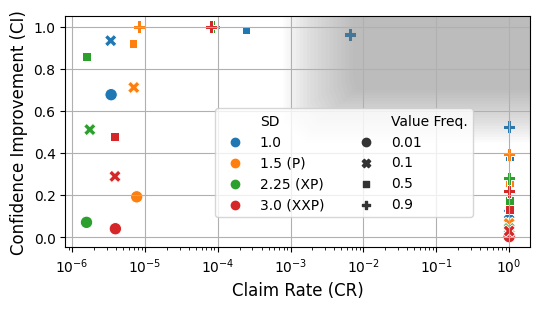 Confidence Improvement (CI)
1.0
0.8
0.6
0.4
0.2
0.0
SD
1.0
1.5 (P)
2.25 (XP)
3.0 (XXP)
Value Freq.
0.01
0.1
0.5
0.9
10⁻⁶ 10⁻⁵ 10⁻⁴ 10⁻³ 10⁻² 10⁻¹ 10⁰
Claim Rate (CR)